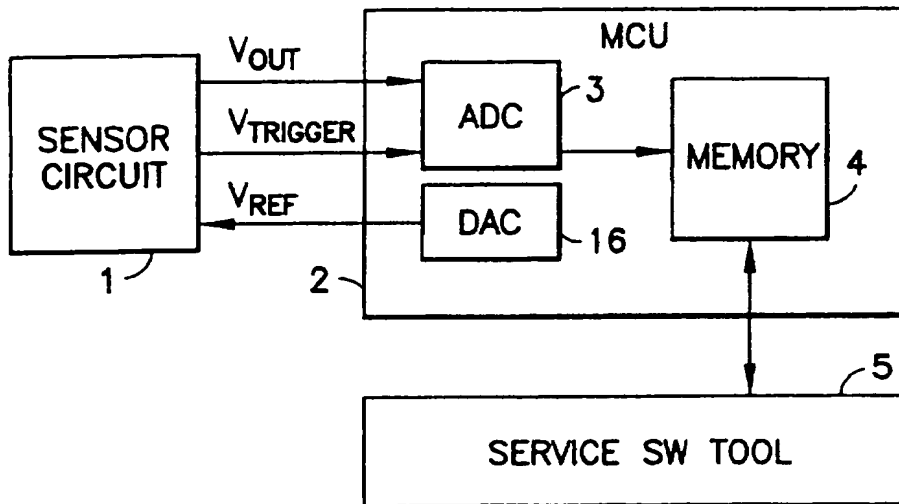 MCU
V_OUT
3
ADC
SENSOR
CIRCUIT
V_TRIGGER
MEMORY
4
V_REF
DAC
16
1
2
5
SERVICE SW TOOL